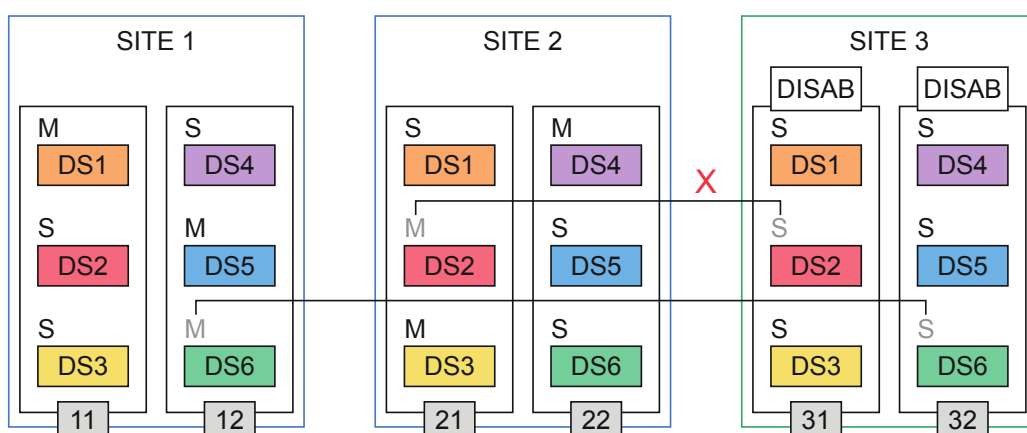 SITE 1 SITE 2 SITE 3
DISAB DISAB
M S S M S S
DS1 DS4 DS1 DS4 DS1 DS4
X
S M M S S S
DS2 DS5 DS2 DS5 DS2 DS5
S M M S S S
DS3 DS6 DS3 DS6 DS3 DS6
11 12 21 22 31 32